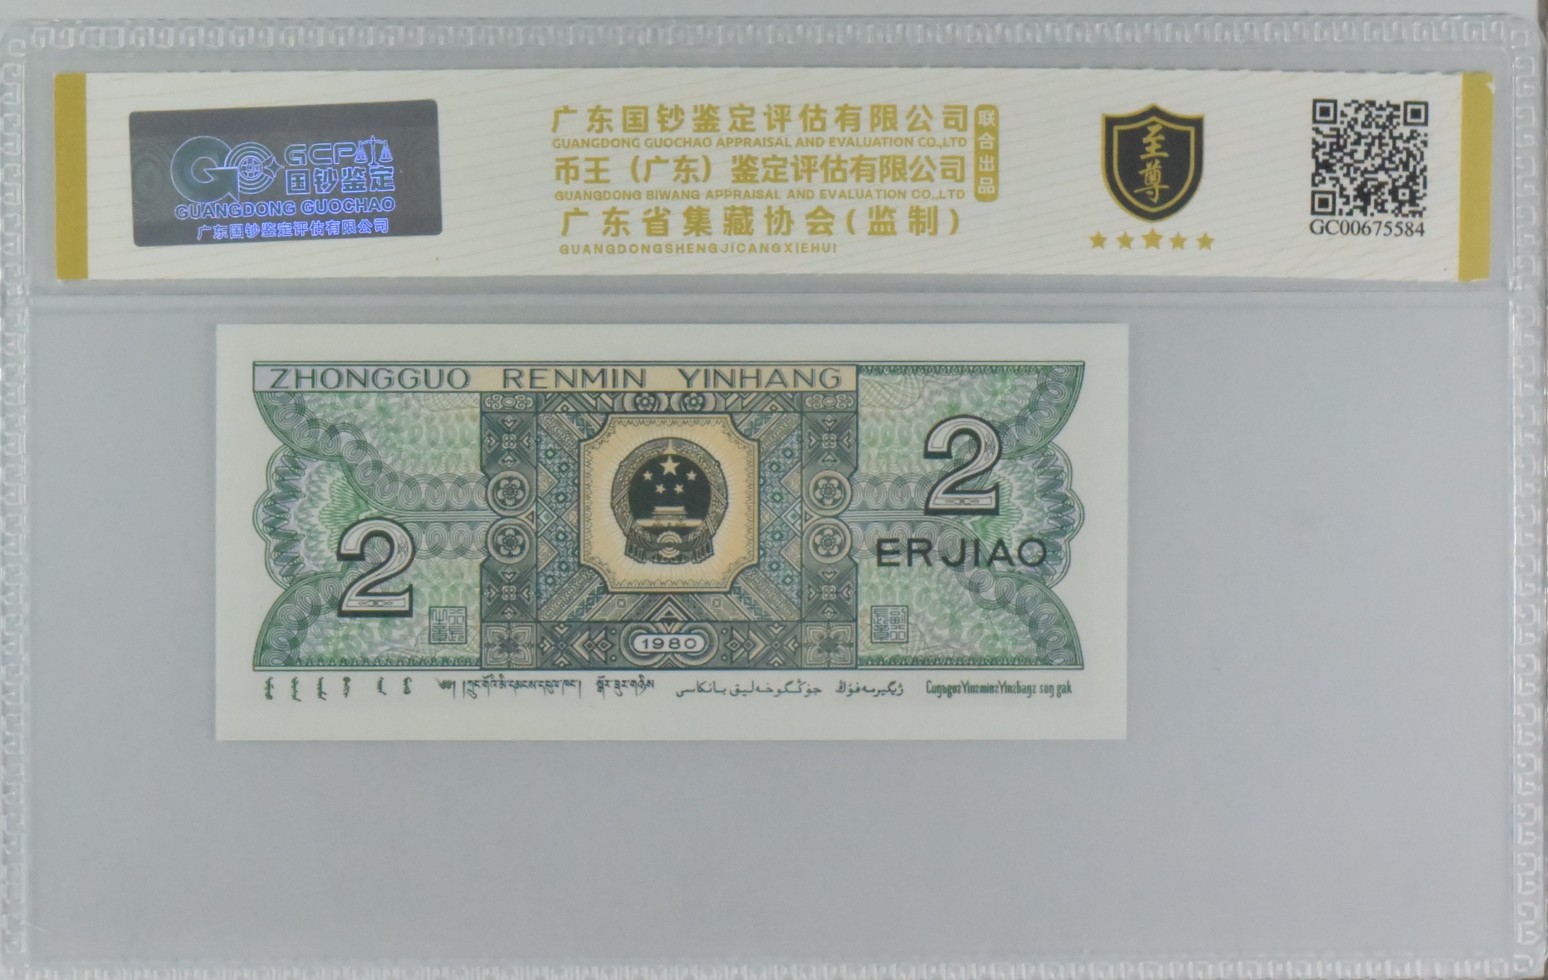 GCP
国钞鉴定
GUANGDONG GUOCHAO
广东国钞评估有限公司
广东国钞鉴定评估有限公司
GUANGDONG GUOCHAO APPRAISAL AND EVALUATION CO.,LTD
币王（广东）鉴定评估有限公司
GUANGDONG BIWANG APPRAISAL AND EVALUATION CO.,LTD
广东省集藏协会(监制)
GUANGDONGSHENGJICANGXIEHUI
联合出品
至尊
GC00675584
ZHONGGUO RENMIN YINHANG
2
2
ERJIAO
1980
جۇڭگو خەلىق بانكاسى
Cunghgoz Yinzminz Yinzhangz song gak